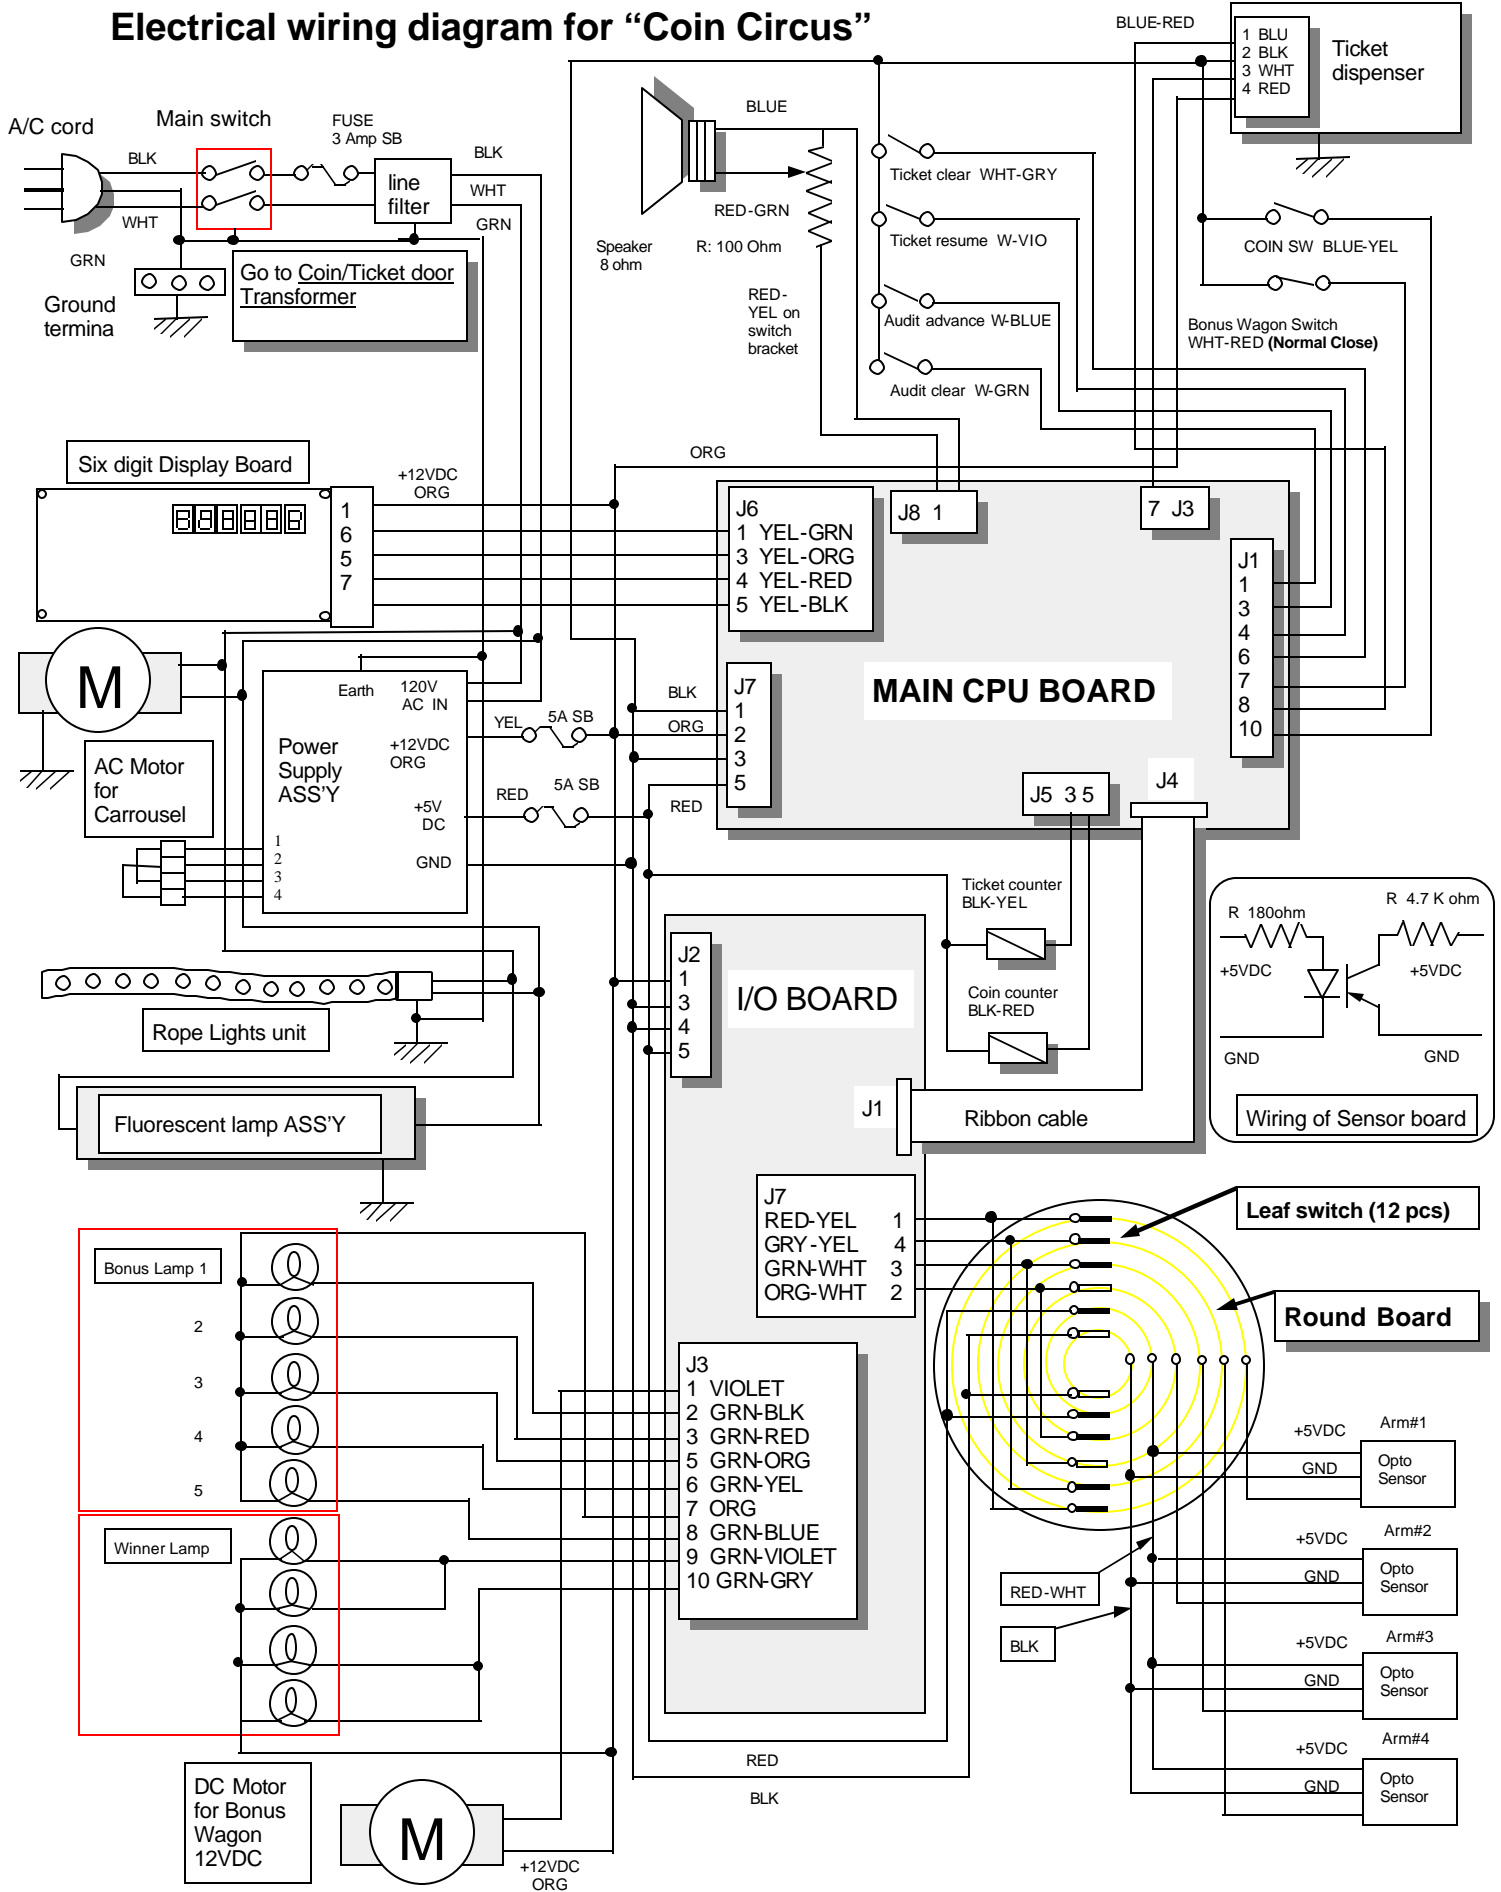 Electrical wiring diagram for “Coin Circus”
BLUE-RED
1 BLU
2 BLK
3 WHT
4 RED
Ticket
dispenser
A/C cord
Main switch
FUSE
3 Amp SB
BLK
WHT
GRN
line
filter
BLK
WHT
GRN
Ground
termina
Go to Coin/Ticket door
Transformer
BLUE
RED-GRN
Speaker
8 ohm
R: 100 Ohm
RED-
YEL on
switch
bracket
Ticket clear WHT-GRY
Ticket resume W-VIO
Audit advance W-BLUE
Audit clear W-GRN
COIN SW BLUE-YEL
Bonus Wagon Switch
WHT-RED (Normal Close)
Six digit Display Board
+12VDC
ORG
1
6
5
7
ORG
J6
1 YEL-GRN
3 YEL-ORG
4 YEL-RED
5 YEL-BLK
J8 1
7 J3
J1
1
3
4
6
7
8
10
MAIN CPU BOARD
M
AC Motor
for
Carrousel
Earth
120V
AC IN
Power
Supply
ASS’Y
+12VDC
ORG
+5V
DC
GND
1
2
3
4
YEL
5A SB
RED
5A SB
BLK
ORG
RED
J7
1
2
3
5
J5 3 5
J4
Ticket counter
BLK-YEL
Coin counter
BLK-RED
R 180ohm
R 4.7 K ohm
+5VDC
+5VDC
GND
GND
Wiring of Sensor board
J2
1
3
4
5
I/O BOARD
Rope Lights unit
Fluorescent lamp ASS’Y
J1
Ribbon cable
J7
RED-YEL 1
GRY-YEL 4
GRN-WHT 3
ORG-WHT 2
Leaf switch (12 pcs)
Round Board
Bonus Lamp 1
2
3
4
5
Winner Lamp
J3
1 VIOLET
2 GRN-BLK
3 GRN-RED
5 GRN-ORG
6 GRN-YEL
7 ORG
8 GRN-BLUE
9 GRN-VIOLET
10 GRN-GRY
+5VDC
Arm#1
GND
Opto
Sensor
+5VDC
Arm#2
GND
Opto
Sensor
RED-WHT
BLK
+5VDC
Arm#3
GND
Opto
Sensor
+5VDC
Arm#4
GND
Opto
Sensor
RED
BLK
DC Motor
for Bonus
Wagon
12VDC
M
+12VDC
ORG